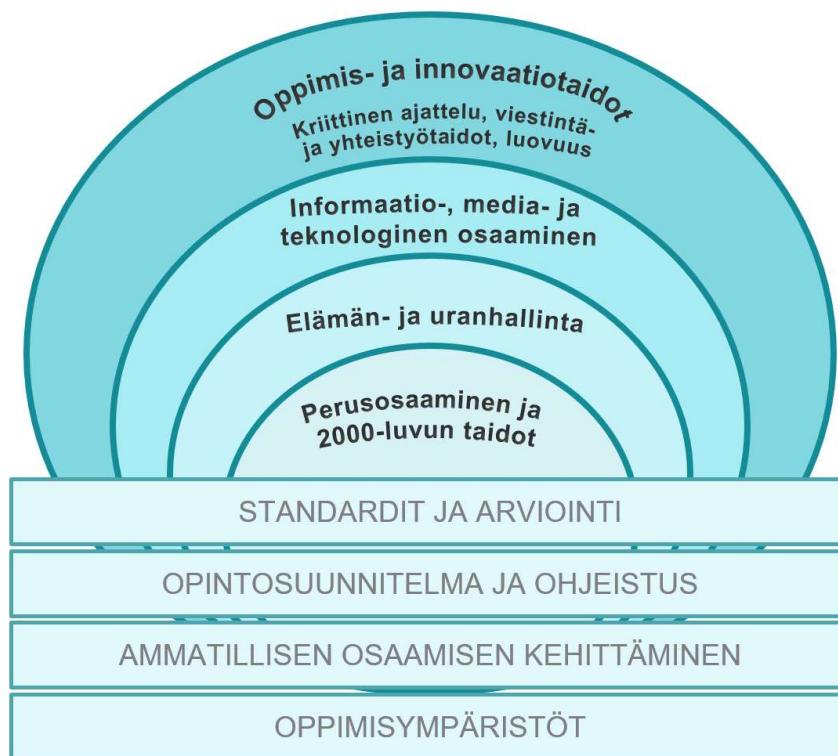 Oppimis- ja innovaatiotaidot
Kriittinen ajattelu, viestintä-
ja yhteistyötaidot, luovuus
Informaatio-, media- ja
teknologinen osaaminen
Elämän- ja uranhallinta
Perusosaaminen ja
2000-luvun taidot
STANDARDIT JA ARVIOINTI
OPINTOSUUNNITELMA JA OHJEISTUS
AMMATILLISEN OSAAMISEN KEHITTÄMINEN
OPPIMISYMPÄRISTÖT